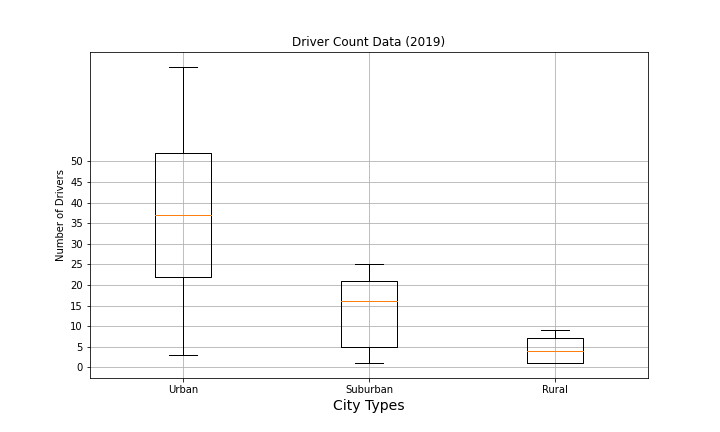 Driver Count Data (2019)
Number of Drivers
50
45
40
35
30
25
20
15
10
5
0
Urban
Suburban
Rural
City Types